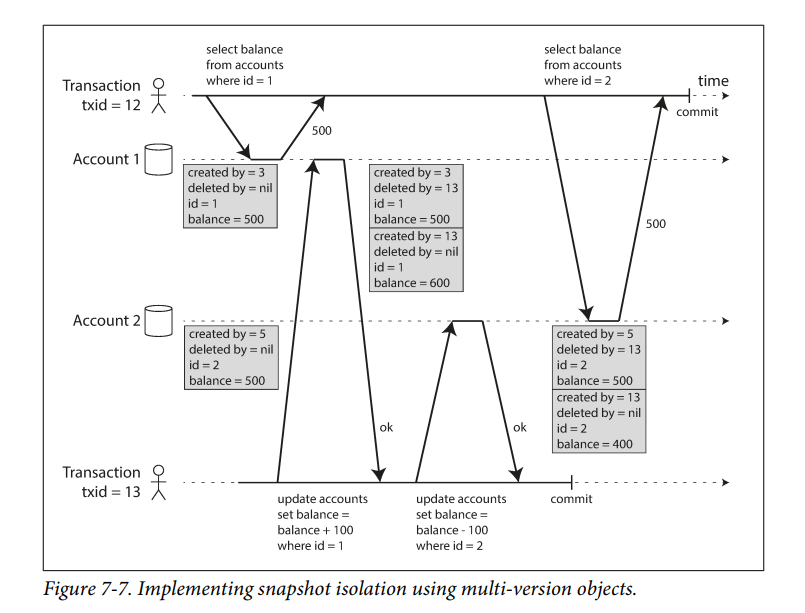 select balance
from accounts
where id = 1
select balance
from accounts
where id = 2
Transaction
txid = 12
time
commit
500
Account 1
created by = 3
deleted by = nil
id = 1
balance = 500
created by = 3
deleted by = 13
id = 1
balance = 500
created by = 13
deleted by = nil
id = 1
balance = 600
500
Account 2
created by = 5
deleted by = nil
id = 2
balance = 500
created by = 5
deleted by = 13
id = 2
balance = 500
created by = 13
deleted by = nil
id = 2
balance = 400
ok
ok
Transaction
txid = 13
update accounts
set balance =
balance + 100
where id = 1
update accounts
set balance =
balance - 100
where id = 2
commit
Figure 7-7. Implementing snapshot isolation using multi-version objects.